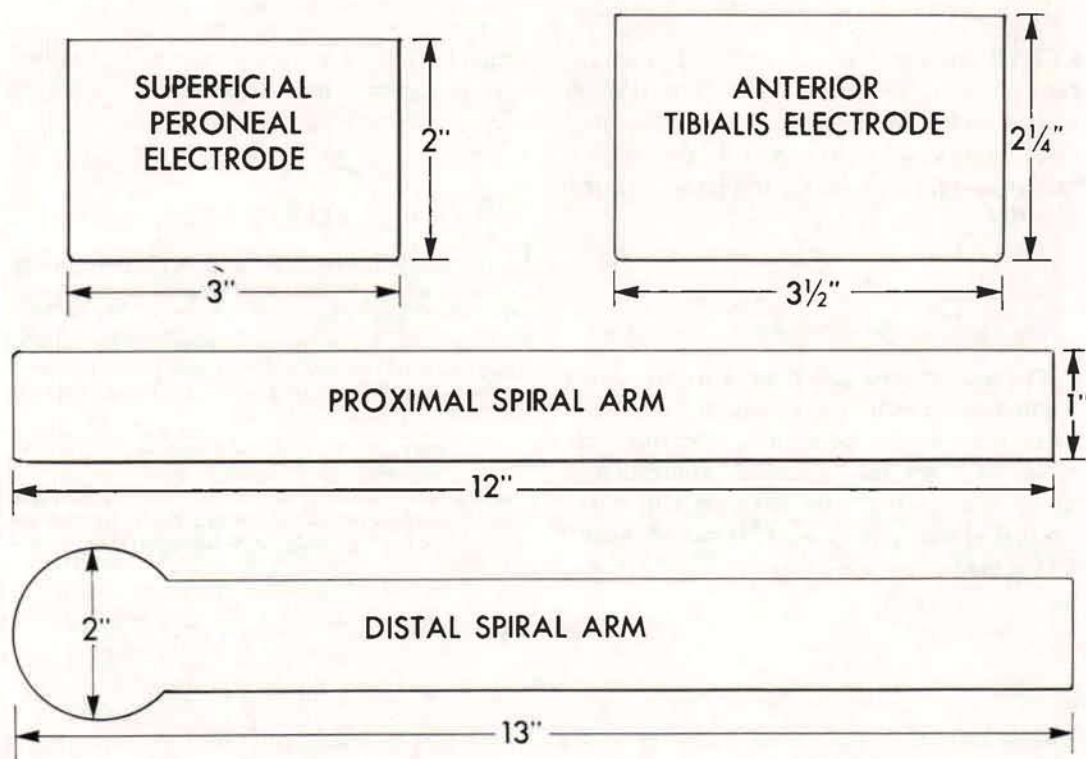 SUPERFICIAL
PERONEAL
ELECTRODE
2"
3"
ANTERIOR
TIBIALIS ELECTRODE
2¼"
3½"
PROXIMAL SPIRAL ARM
1"
12"
2"
DISTAL SPIRAL ARM
13"